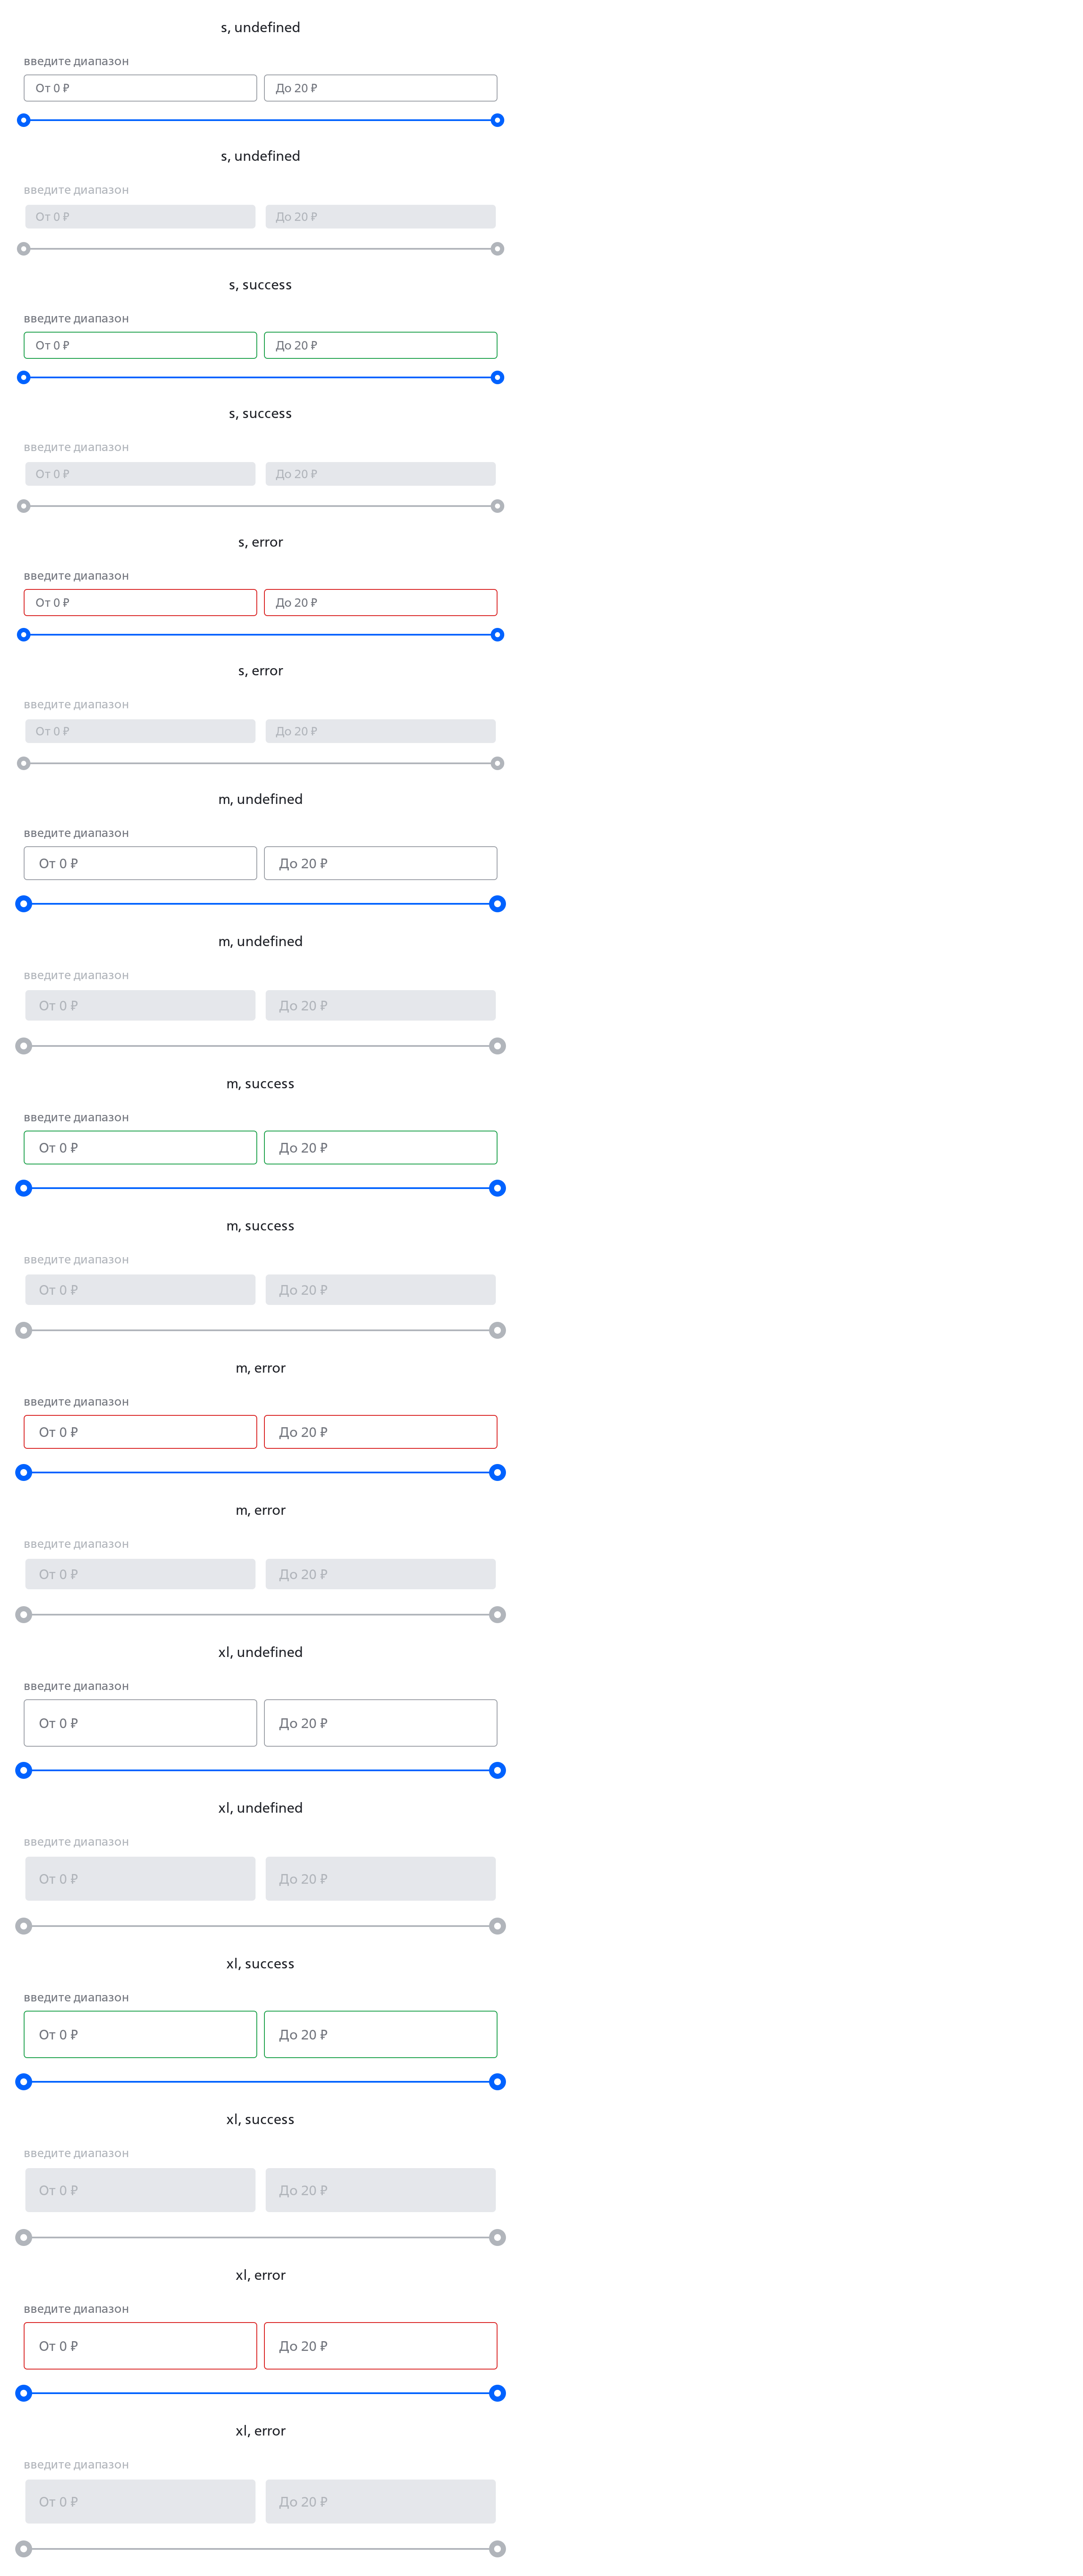 s, undefined
введите диапазон
От 0 ₽ До 20 ₽
s, undefined
введите диапазон
От 0 ₽ До 20 ₽
s, success
введите диапазон
От 0 ₽ До 20 ₽
s, success
введите диапазон
От 0 ₽ До 20 ₽
s, error
введите диапазон
От 0 ₽ До 20 ₽
s, error
введите диапазон
От 0 ₽ До 20 ₽
m, undefined
введите диапазон
От 0 ₽ До 20 ₽
m, undefined
введите диапазон
От 0 ₽ До 20 ₽
m, success
введите диапазон
От 0 ₽ До 20 ₽
m, success
введите диапазон
От 0 ₽ До 20 ₽
m, error
введите диапазон
От 0 ₽ До 20 ₽
m, error
введите диапазон
От 0 ₽ До 20 ₽
xl, undefined
введите диапазон
От 0 ₽ До 20 ₽
xl, undefined
введите диапазон
От 0 ₽ До 20 ₽
xl, success
введите диапазон
От 0 ₽ До 20 ₽
xl, success
введите диапазон
От 0 ₽ До 20 ₽
xl, error
введите диапазон
От 0 ₽ До 20 ₽
xl, error
введите диапазон
От 0 ₽ До 20 ₽